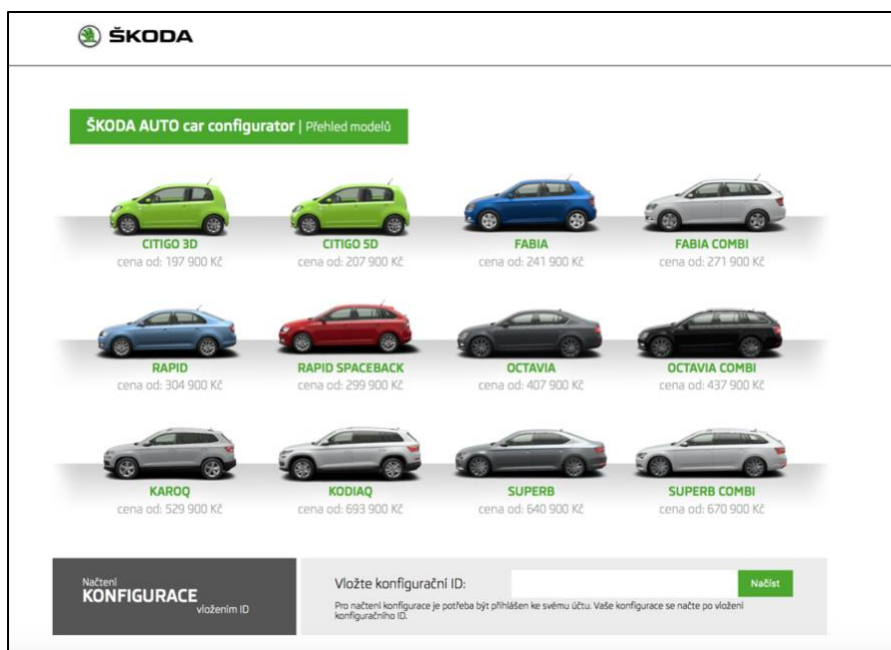 ŠKODA
ŠKODA AUTO car configurator | Přehled modelů
CITIGO 3D CITIGO 5D FABIA FABIA COMBI
cena od: 197 900 Kč cena od: 207 900 Kč cena od: 241 900 Kč cena od: 271 900 Kč
RAPID RAPID SPACEBACK OCTAVIA OCTAVIA COMBI
cena od: 304 900 Kč cena od: 299 900 Kč cena od: 407 900 Kč cena od: 437 900 Kč
KAROQ KODIAQ SUPERB SUPERB COMBI
cena od: 529 900 Kč cena od: 693 900 Kč cena od: 640 900 Kč cena od: 670 900 Kč
Načtení
KONFIGURACE
vložením ID
Vložte konfigurační ID: Načíst
Pro načtení konfigurace je potřeba být přihlášen ke svému účtu. Vaše konfigurace se načte po vložení
konfiguračního ID.